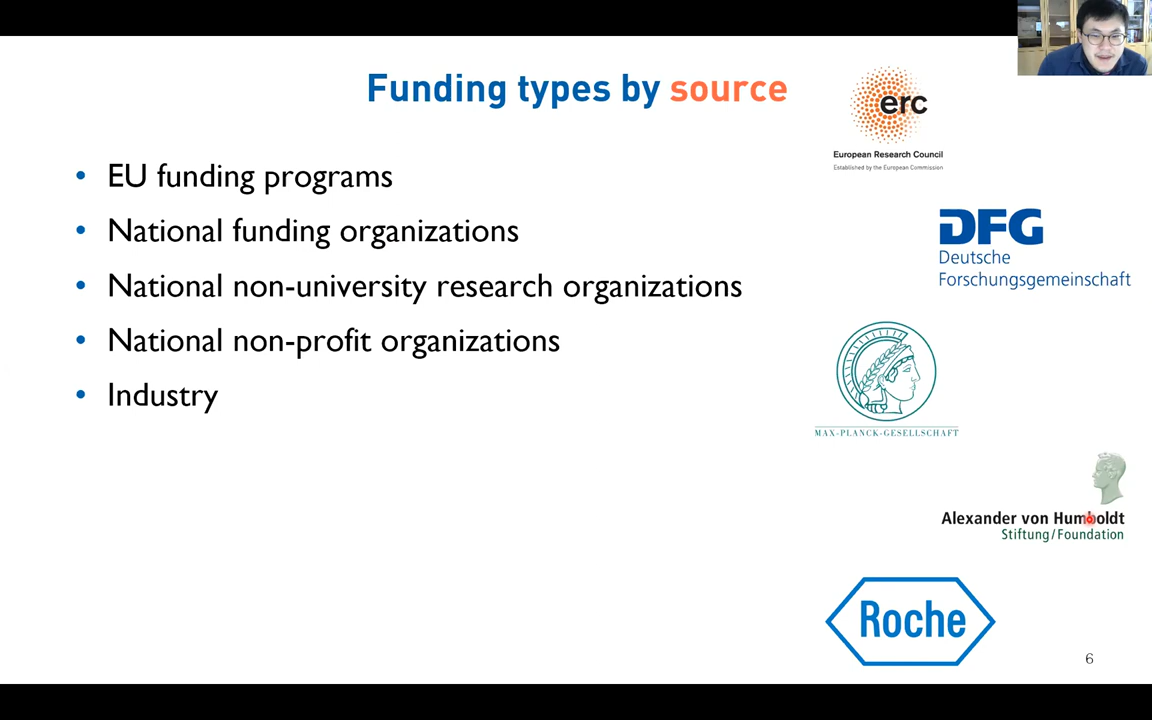 Funding types by source
• EU funding programs
• National funding organizations
• National non-university research organizations
• National non-profit organizations
• Industry
erc
European Research Council
Established by the European Commission
DFG
Deutsche
Forschungsgemeinschaft
MAX-PLANCK-GESELLSCHAFT
Alexander von Humboldt
Stiftung/Foundation
Roche
6